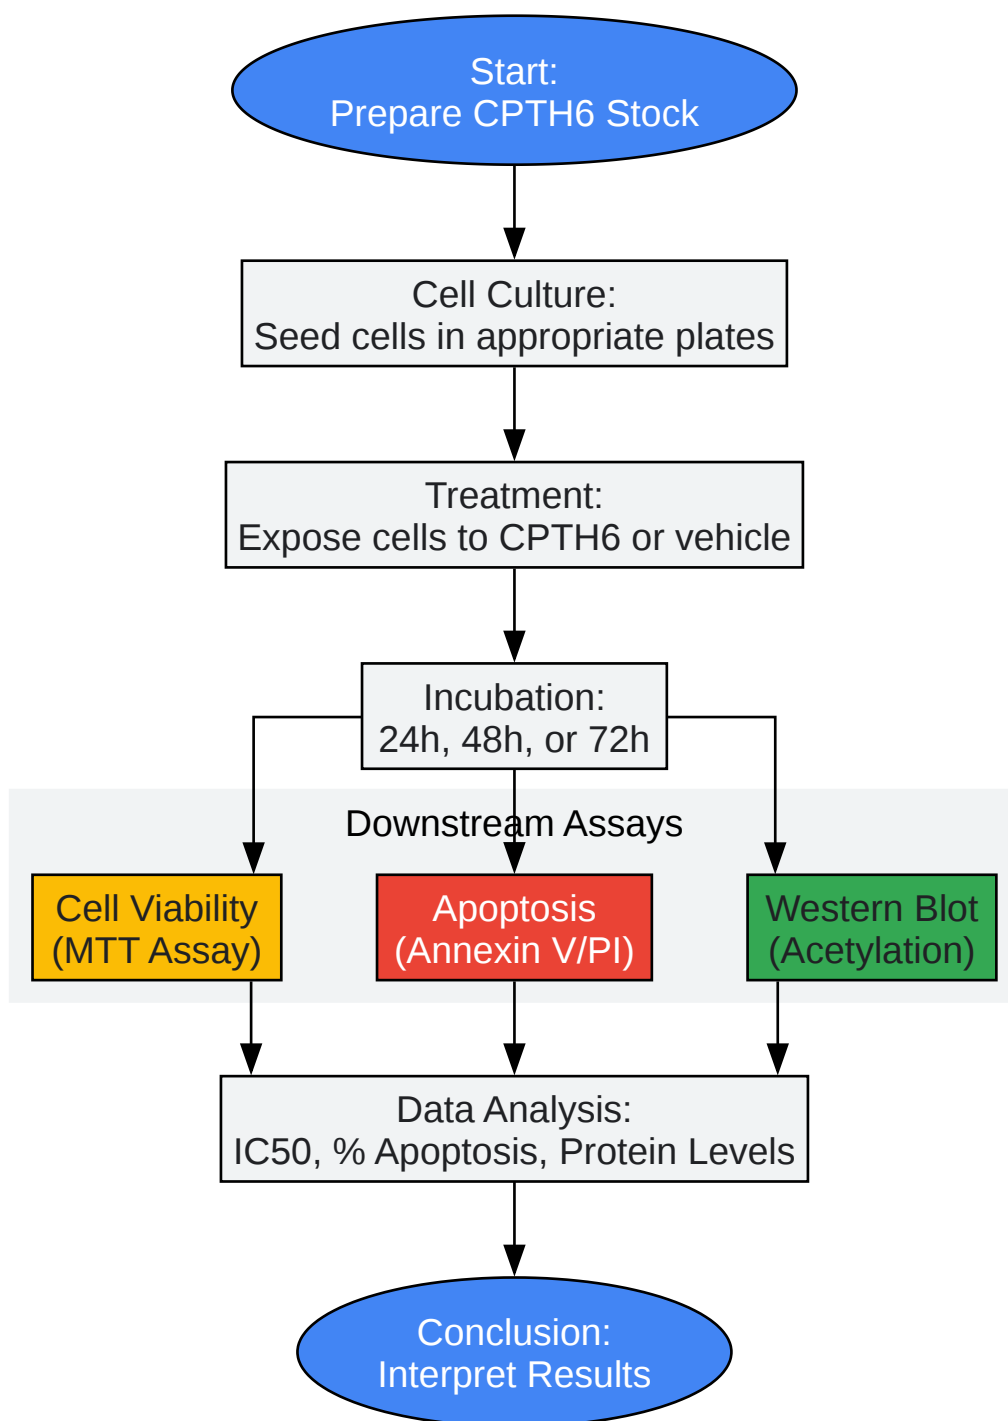 Start:
Prepare CPTH6 Stock
Cell Culture:
Seed cells in appropriate plates
Treatment:
Expose cells to CPTH6 or vehicle
Incubation:
24h, 48h, or 72h
Downstream Assays
Cell Viability
(MTT Assay)
Apoptosis
(Annexin V/PI)
Western Blot
(Acetylation)
Data Analysis:
IC50, % Apoptosis, Protein Levels
Conclusion:
Interpret Results